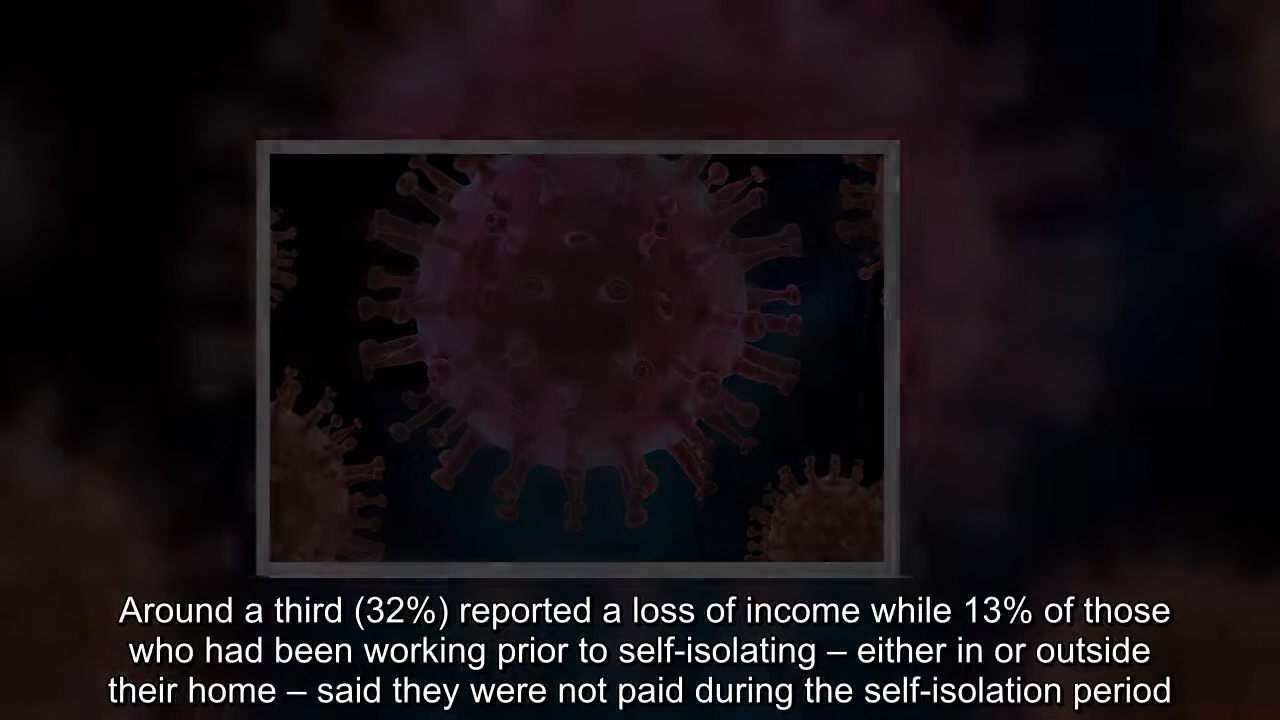 Around a third (32%) reported a loss of income while 13% of those
who had been working prior to self-isolating – either in or outside
their home – said they were not paid during the self-isolation period